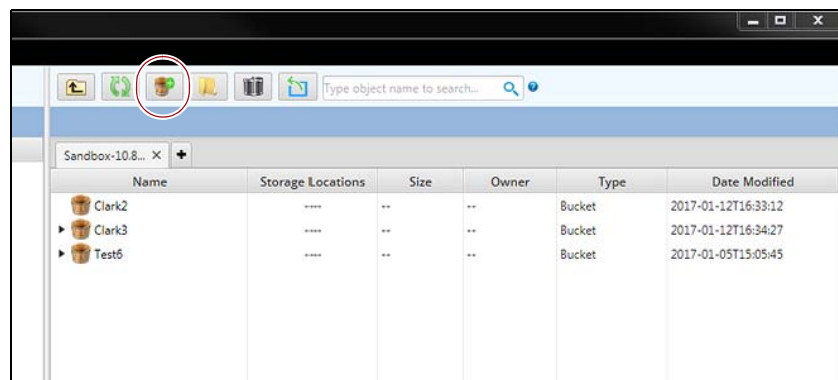 Type object name to search...
Sandbox-10.8... X +
Name Storage Locations Size Owner Type Date Modified
Clark2 ---- -- -- Bucket 2017-01-12T16:33:12
Clark3 ---- -- -- Bucket 2017-01-12T16:34:27
Test6 ---- -- -- Bucket 2017-01-05T15:05:45